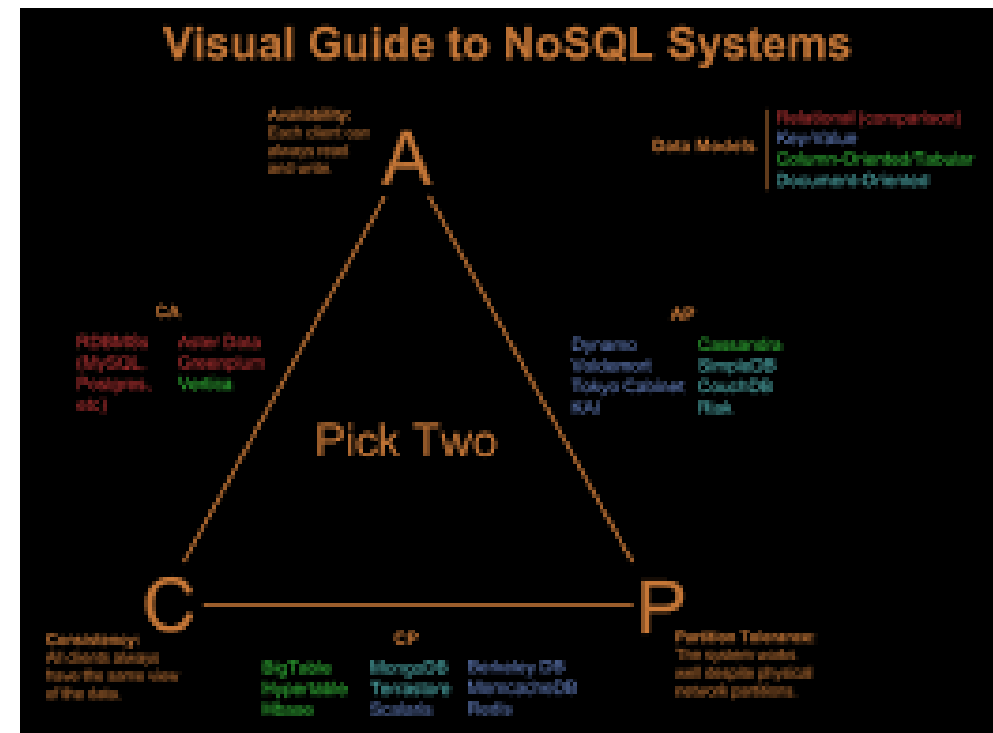 Visual Guide to NoSQL Systems
Availability:
Each client can
always read
and write.
A
Data Models
Relational (comparison)
Key-Value
Column-Oriented/Tabular
Document-Oriented
CA
RDBMSs
(MySQL,
Postgres,
etc)
Aster Data
Greenplum
Vertica
AP
Dynamo
Voldemort
Tokyo Cabinet
KAI
Cassandra
SimpleDB
CouchDB
Riak
Pick Two
C
P
Consistency:
All clients always
have the same view
of the data.
CP
BigTable
Hypertable
Hbase
MongoDB
Terrastore
Scalaris
Berkeley DB
MemcacheDB
Redis
Partition Tolerance:
The system works
well despite physical
network partitions.